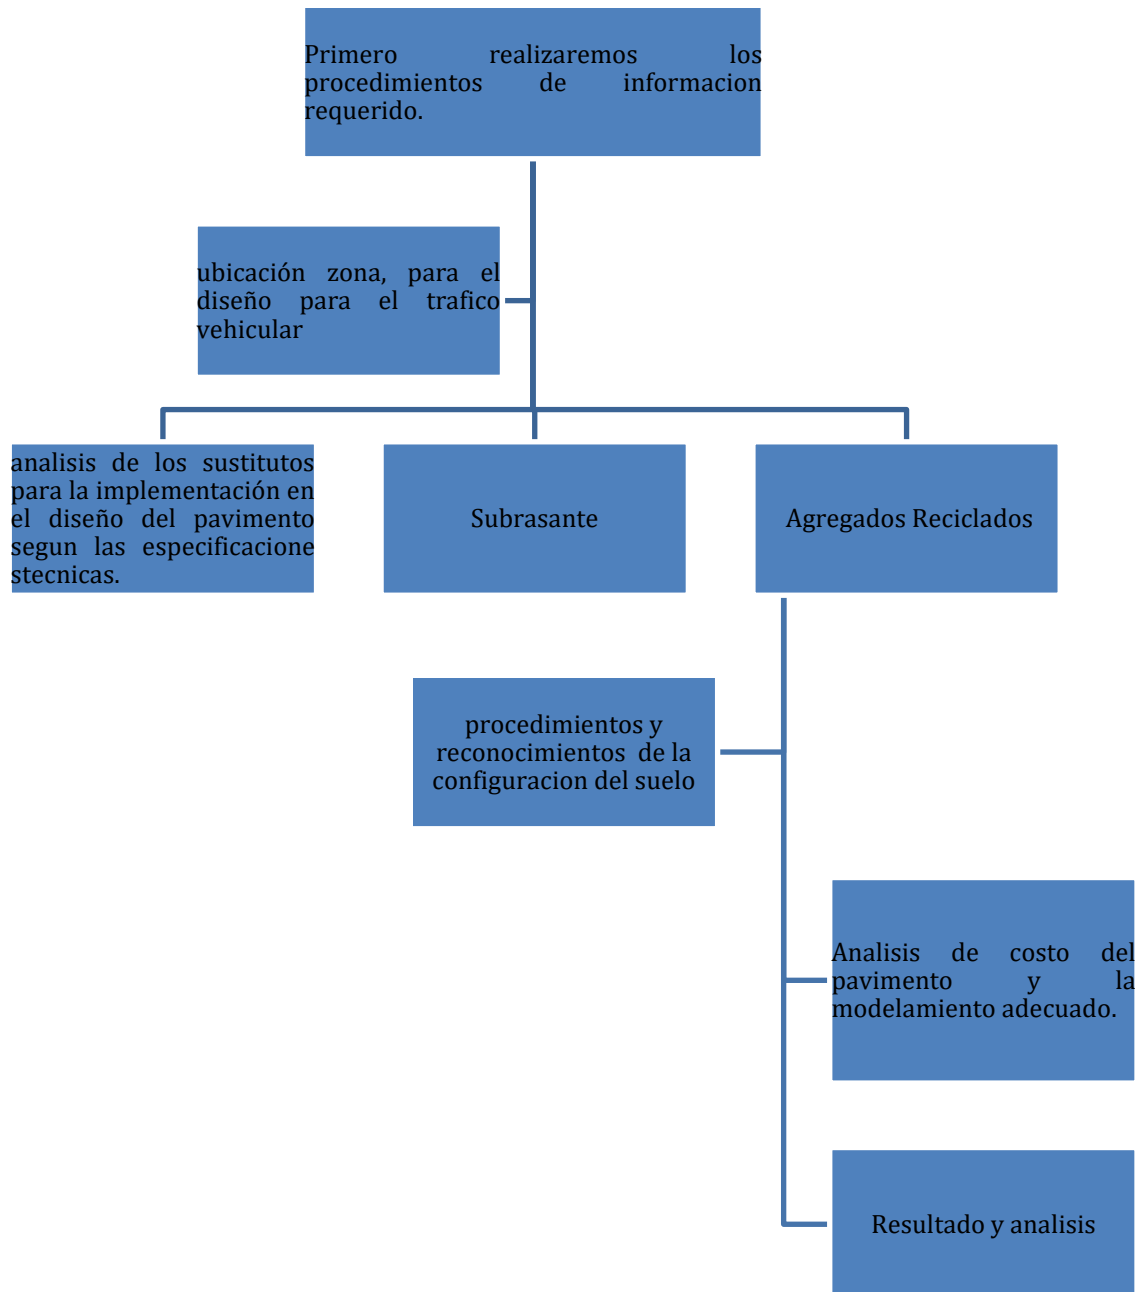 Primero realizaremos los
procedimientos de informacion
requerido.
ubicación zona, para el
diseño para el trafico
vehicular
analisis de los sustitutos
para la implementación en
el diseño del pavimento
segun las especificacione
stecnicas.
Subrasante
Agregados Reciclados
procedimientos y
reconocimientos de la
configuracion del suelo
Analisis de costo del
pavimento y la
modelamiento adecuado.
Resultado y analisis